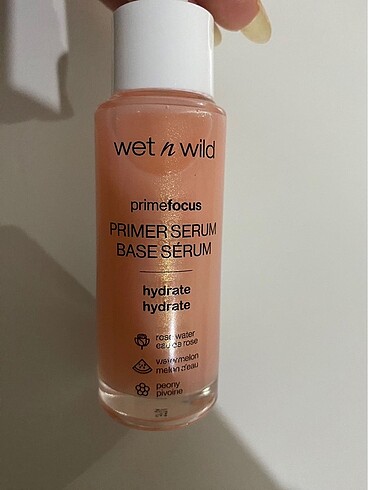 wet n wild
primefocus
PRIMER SERUM
BASE SÉRUM
hydrate
hydrate
rose water
eau de rose
watermelon
melon d'eau
peony
pivoine